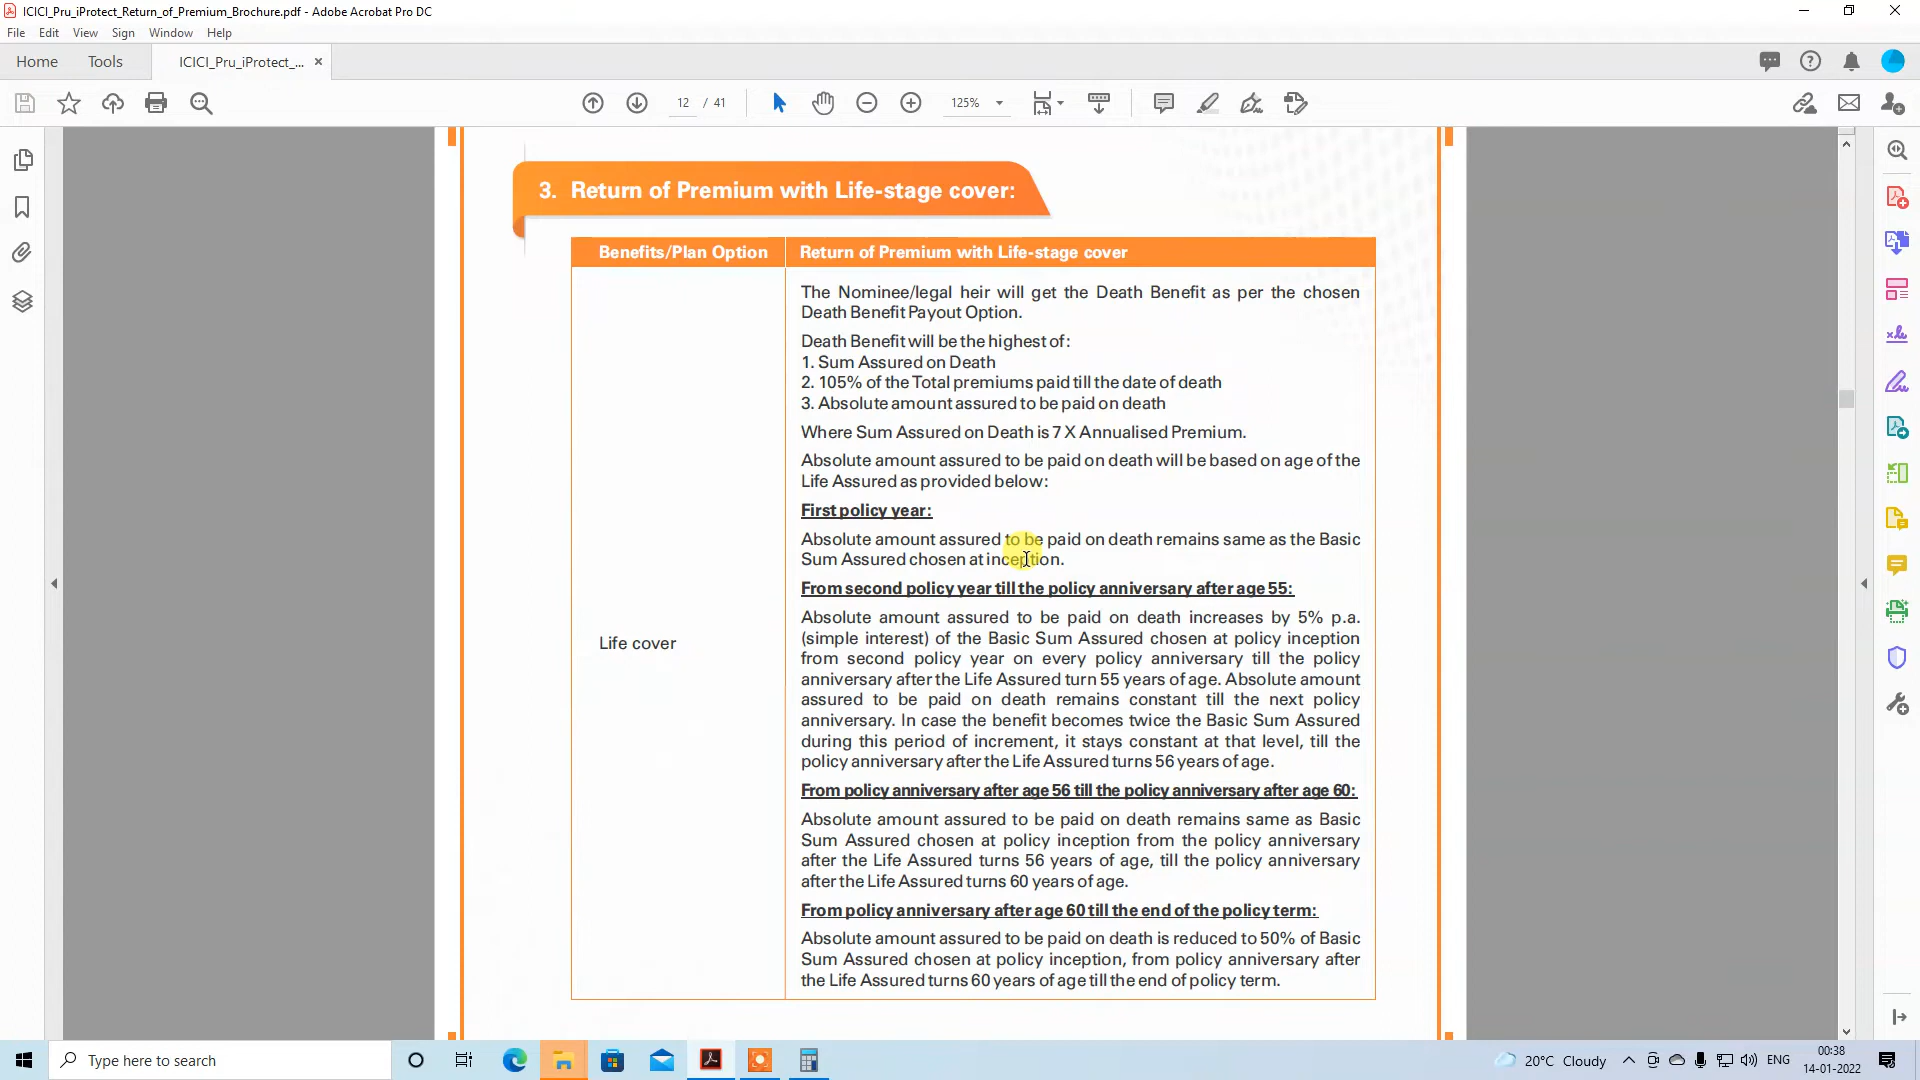 ICICI_Pru_iProtect_Return_of_Premium_Brochure.pdf - Adobe Acrobat Pro DC
File Edit View Sign Window Help
Home Tools ICICI_Pru_iProtect_...
12 / 41 125%
3. Return of Premium with Life-stage cover:
Benefits/Plan Option Return of Premium with Life-stage cover
The Nominee/legal heir will get the Death Benefit as per the chosen
Death Benefit Payout Option.
Death Benefit will be the highest of:
1. Sum Assured on Death
2. 105% of the Total premiums paid till the date of death
3. Absolute amount assured to be paid on death
Where Sum Assured on Death is 7 X Annualised Premium.
Absolute amount assured to be paid on death will be based on age of the
Life Assured as provided below:
First policy year:
Absolute amount assured to be paid on death remains same as the Basic
Sum Assured chosen at inception.
From second policy year till the policy anniversary after age 55:
Absolute amount assured to be paid on death increases by 5% p.a.
(simple interest) of the Basic Sum Assured chosen at policy inception
Life cover
from second policy year on every policy anniversary till the policy
anniversary after the Life Assured turn 55 years of age. Absolute amount
assured to be paid on death remains constant till the next policy
anniversary. In case the benefit becomes twice the Basic Sum Assured
during this period of increment, it stays constant at that level, till the
policy anniversary after the Life Assured turns 56 years of age.
From policy anniversary after age 56 till the policy anniversary after age 60:
Absolute amount assured to be paid on death remains same as Basic
Sum Assured chosen at policy inception from the policy anniversary
after the Life Assured turns 56 years of age, till the policy anniversary
after the Life Assured turns 60 years of age.
From policy anniversary after age 60 till the end of the policy term:
Absolute amount assured to be paid on death is reduced to 50% of Basic
Sum Assured chosen at policy inception, from policy anniversary after
the Life Assured turns 60 years of age till the end of policy term.
Type here to search
20°C Cloudy
ENG
00:38
14-01-2022